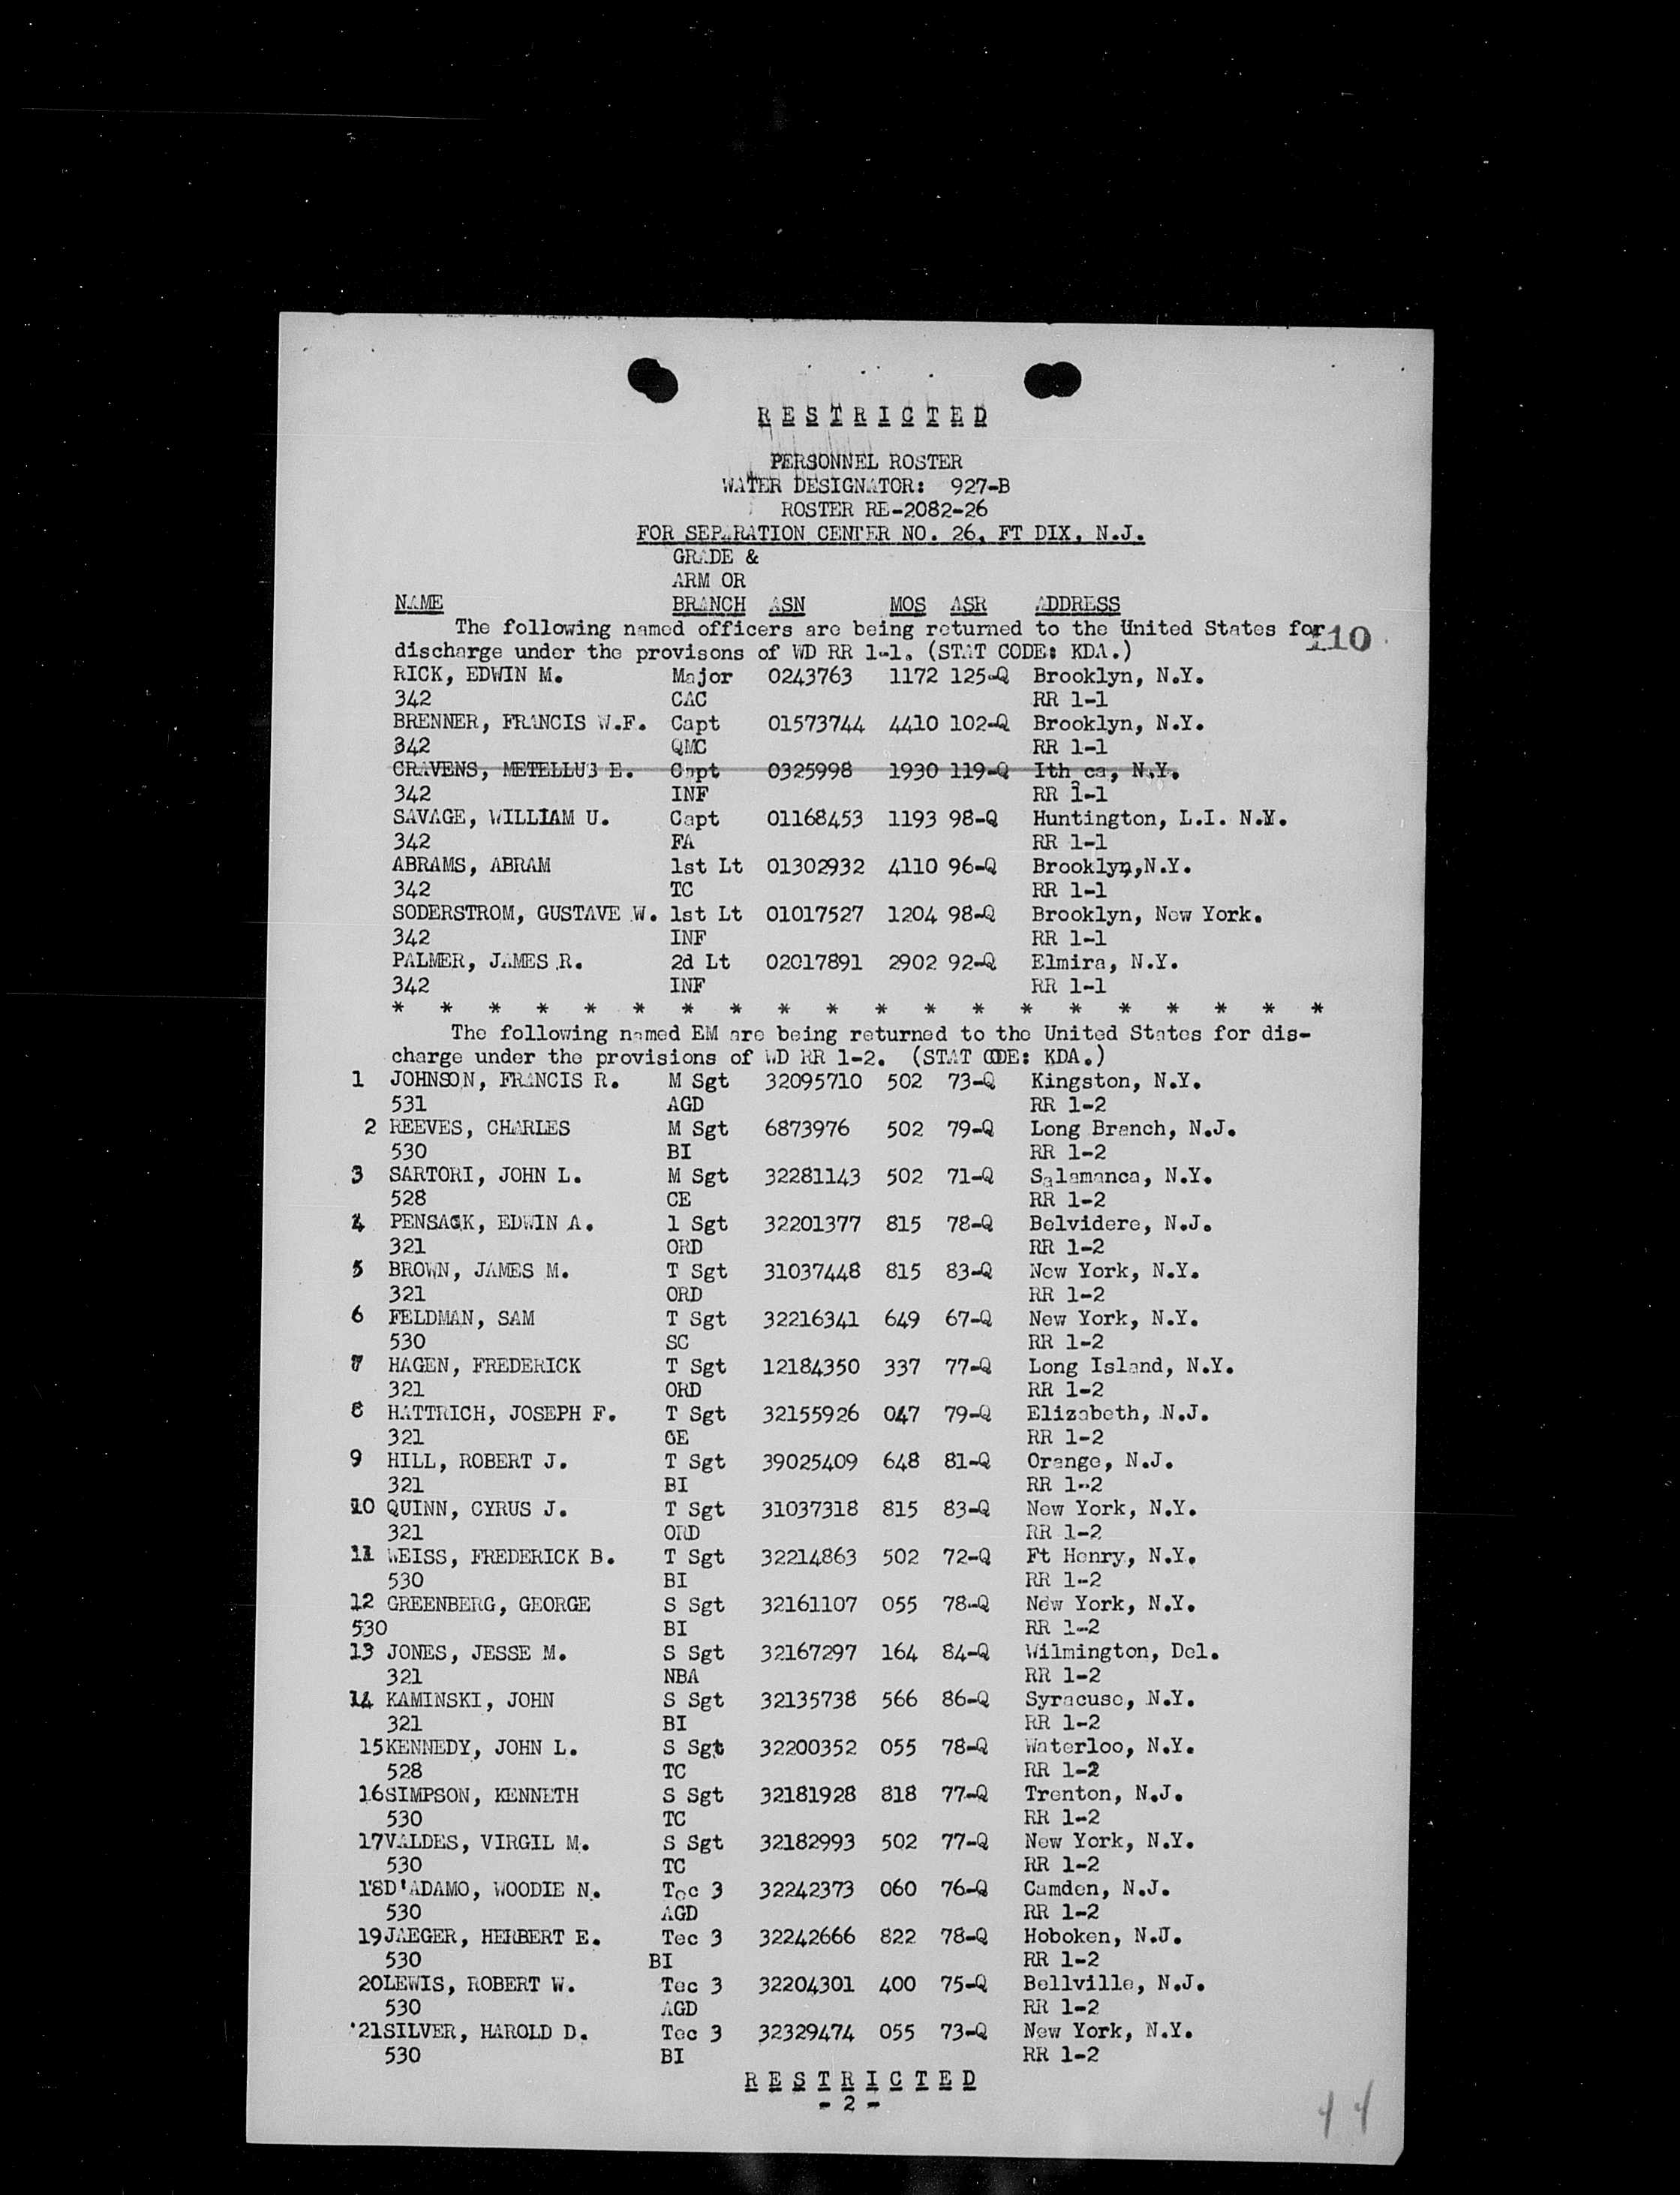 RESTRICTED
PERSONNEL ROSTER
WATER DESIGNATOR: 927-B
ROSTER RE-2082-26
FOR SEPARATION CENTER NO. 26, FT DIX, N.J.
GRADE &
ARM OR
NAME BRANCH ASN MOS ASR ADDRESS
The following named officers are being returned to the United States for
110
discharge under the provisons of WD RR 1-1. (STAT CODE: KDA.)
RICK, EDWIN M. Major 0243763 1172 125-Q Brooklyn, N.Y.
342 CAC RR 1-1
BRENNER, FRANCIS W.F. Capt 01573744 4410 102-Q Brooklyn, N.Y.
342 QMC RR 1-1
CRAVENS, METELLUS E. Capt 0325998 1930 119-Q Ithaca, N.Y.
342 INF RR 1-1
SAVAGE, WILLIAM U. Capt 01168453 1193 98-Q Huntington, L.I. N.Y.
342 FA RR 1-1
ABRAMS, ABRAM 1st Lt 01302932 4110 96-Q Brooklyn,N.Y.
342 TC RR 1-1
SODERSTROM, GUSTAVE W. 1st Lt 01017527 1204 98-Q Brooklyn, New York.
342 INF RR 1-1
PALMER, JAMES R. 2d Lt 02017891 2902 92-Q Elmira, N.Y.
342 INF RR 1-1
* * * * * * * * * * * * * * * * * * * *
The following named EM are being returned to the United States for dis-
charge under the provisions of WD RR 1-2. (STAT CODE: KDA.)
1 JOHNSON, FRANCIS R. M Sgt 32095710 502 73-Q Kingston, N.Y.
531 AGD RR 1-2
2 REEVES, CHARLES M Sgt 6873976 502 79-Q Long Branch, N.J.
530 BI RR 1-2
3 SARTORI, JOHN L. M Sgt 32281143 502 71-Q Salamanca, N.Y.
528 CE RR 1-2
4 PENSACK, EDWIN A. 1 Sgt 32201377 815 78-Q Belvidere, N.J.
321 ORD RR 1-2
5 BROWN, JAMES M. T Sgt 31037448 815 83-Q New York, N.Y.
321 ORD RR 1-2
6 FELDMAN, SAM T Sgt 32216341 649 67-Q New York, N.Y.
530 SC RR 1-2
7 HAGEN, FREDERICK T Sgt 12184350 337 77-Q Long Island, N.Y.
321 ORD RR 1-2
8 HATTRICH, JOSEPH F. T Sgt 32155926 047 79-Q Elizabeth, N.J.
321 CE RR 1-2
9 HILL, ROBERT J. T Sgt 39025409 648 81-Q Orange, N.J.
321 BI RR 1-2
10 QUINN, CYRUS J. T Sgt 31037318 815 83-Q New York, N.Y.
321 ORD RR 1-2
11 WEISS, FREDERICK B. T Sgt 32214863 502 72-Q Ft Henry, N.Y.
530 BI RR 1-2
12 GREENBERG, GEORGE S Sgt 32161107 055 78-Q New York, N.Y.
530 BI RR 1-2
13 JONES, JESSE M. S Sgt 32167297 164 84-Q Wilmington, Del.
321 NBA RR 1-2
14 KAMINSKI, JOHN S Sgt 32135738 566 86-Q Syracuse, N.Y.
321 BI RR 1-2
15KENNEDY, JOHN L. S Sgt 32200352 055 78-Q Waterloo, N.Y.
528 TC RR 1-2
16SIMPSON, KENNETH S Sgt 32181928 818 77-Q Trenton, N.J.
530 TC RR 1-2
17VALDES, VIRGIL M. S Sgt 32182993 502 77-Q New York, N.Y.
530 TC RR 1-2
18D'ADAMO, WOODIE N. Tec 3 32242373 060 76-Q Camden, N.J.
530 AGD RR 1-2
19JAEGER, HERBERT E. Tec 3 32242666 822 78-Q Hoboken, N.J.
530 BI RR 1-2
20LEWIS, ROBERT W. Tec 3 32204301 400 75-Q Bellville, N.J.
530 AGD RR 1-2
21SILVER, HAROLD D. Tec 3 32329474 055 73-Q New York, N.Y.
530 BI RR 1-2
RESTRICTED
- 2 -
44